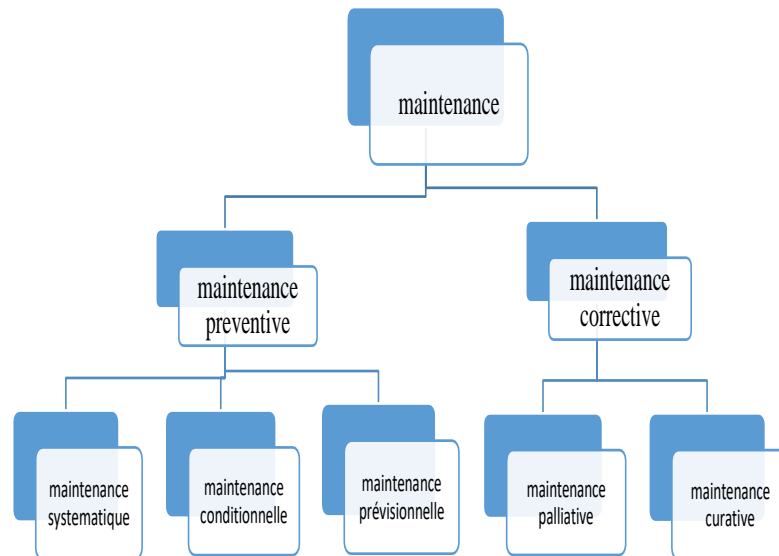 maintenance
maintenance
preventive
maintenance
corrective
maintenance
systematique
maintenance
conditionnelle
maintenance
prévisionnelle
maintenance
palliative
maintenance
curative